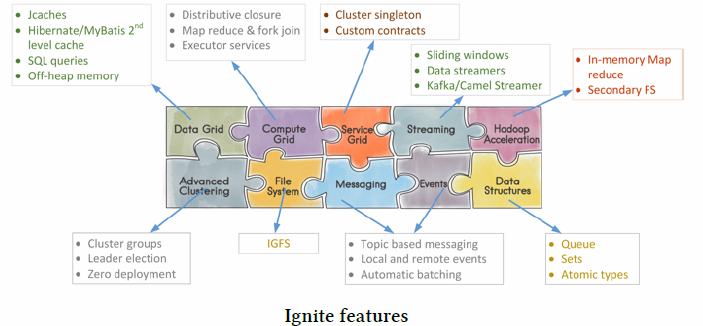 • Jcaches
• Hibernate/MyBatis 2nd
level cache
• SQL queries
• Off-heap memory
• Distributive closure
• Map reduce & fork join
• Executor services
• Cluster singleton
• Custom contracts
• Sliding windows
• Data streamers
• Kafka/Camel Streamer
• In-memory Map
reduce
• Secondary FS
Data Grid
Compute
Grid
Service
Grid
Streaming
Hadoop
Acceleration
Advanced
Clustering
File
System
Messaging
Events
Data
Structures
• Cluster groups
• Leader election
• Zero deployment
IGFS
• Topic based messaging
• Local and remote events
• Automatic batching
• Queue
• Sets
• Atomic types
Ignite features